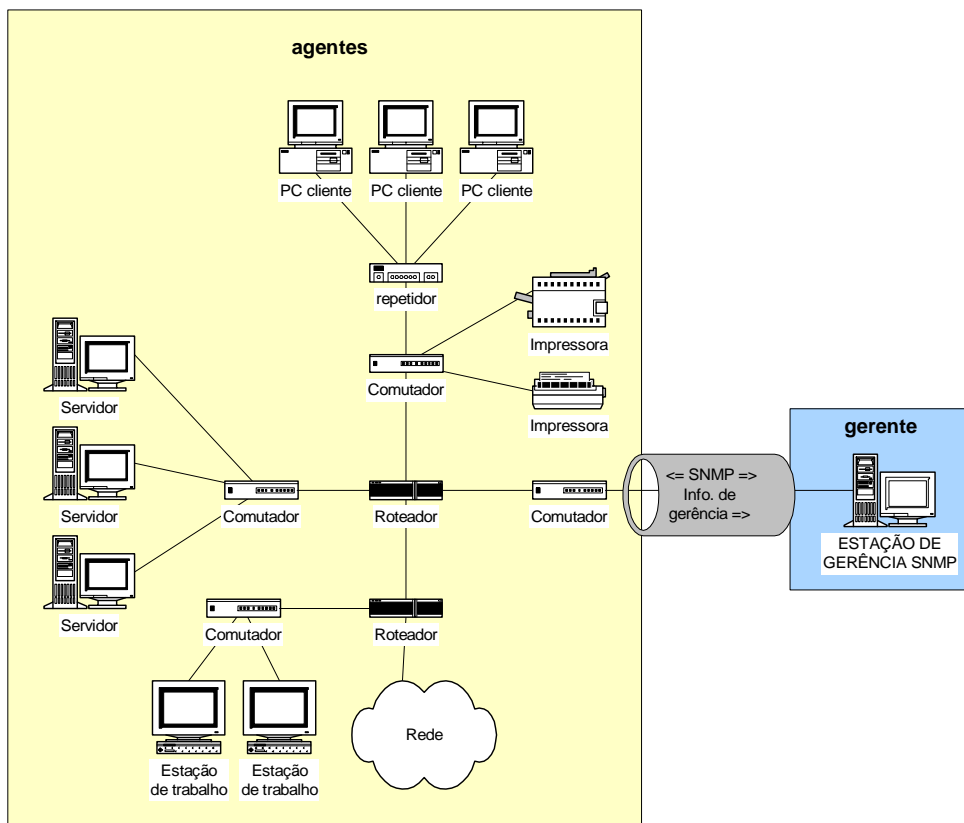 agentes
PC cliente
PC cliente
PC cliente
repetidor
Impressora
Comutador
Impressora
Servidor
Servidor
Servidor
Comutador
Roteador
Comutador
<= SNMP =>
Info. de
gerência =>
gerente
ESTAÇÃO DE
GERÊNCIA SNMP
Comutador
Roteador
Estação
de trabalho
Estação
de trabalho
Rede